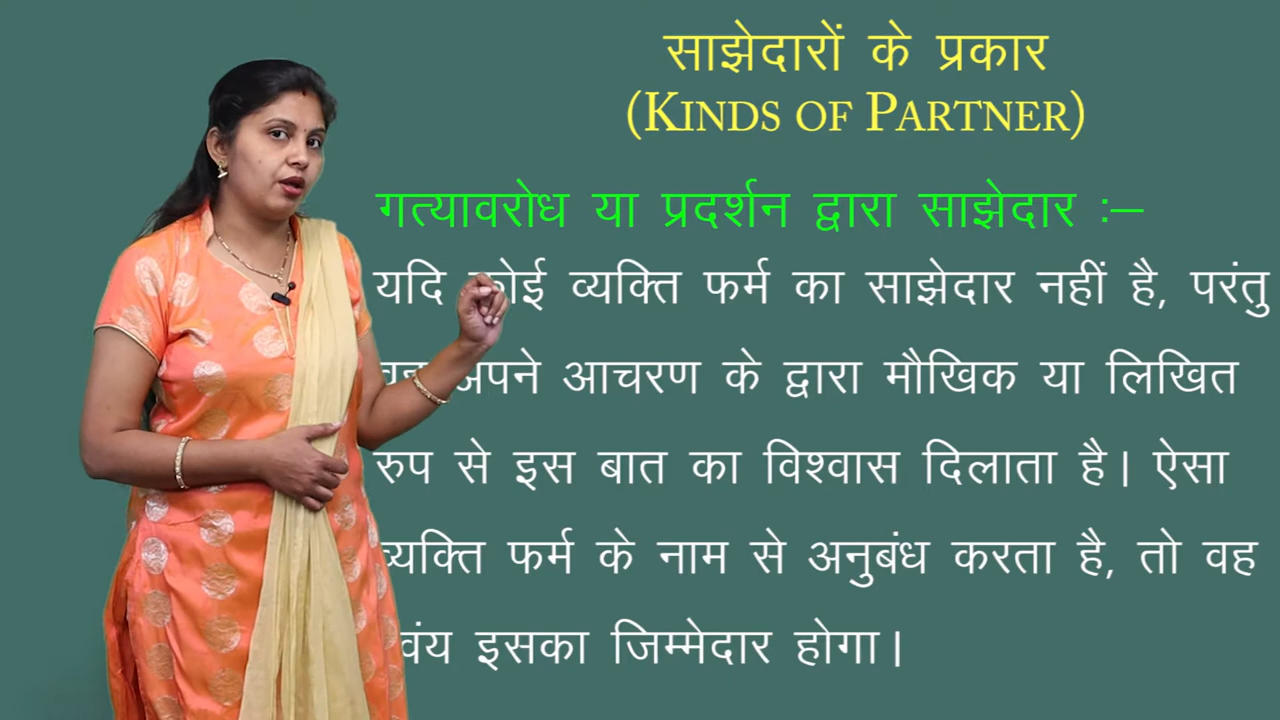 साझेदारों के प्रकार
(KINDS OF PARTNER)
गत्यावरोध या प्रदर्शन द्वारा साझेदार :–
यदि कोई व्यक्ति फर्म का साझेदार नहीं है, परंतु
अपने आचरण के द्वारा मौखिक या लिखित
रुप से इस बात का विश्वास दिलाता है। ऐसा
व्यक्ति फर्म के नाम से अनुबंध करता है, तो वह
इसका जिम्मेदार होगा।